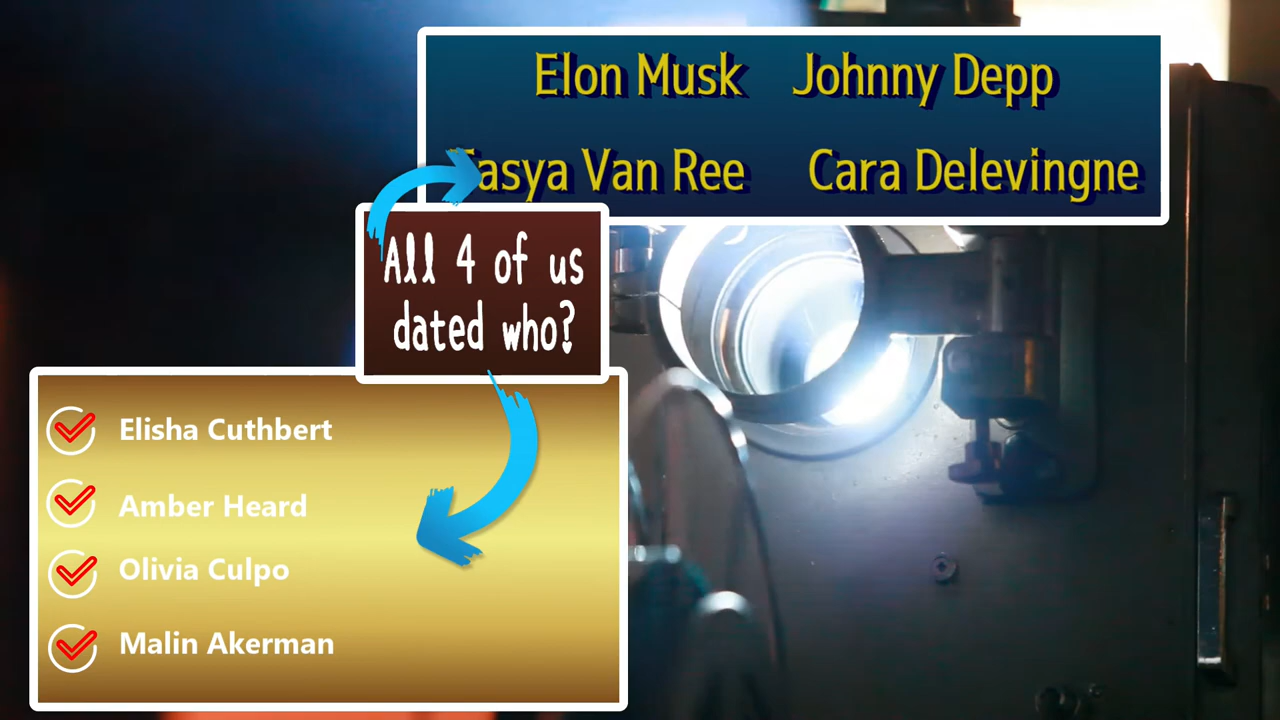 Elon Musk Johnny Depp
Tasya Van Ree Cara Delevingne
All 4 of us
dated who?
Elisha Cuthbert
Amber Heard
Olivia Culpo
Malin Akerman